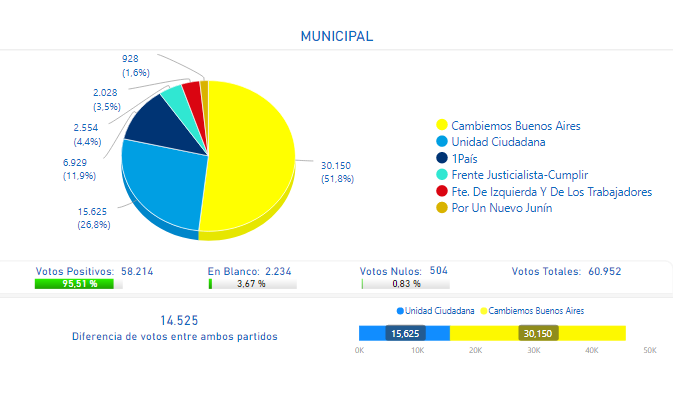 MUNICIPAL
928
(1,6%)
2.028
(3,5%)
2.554
(4,4%)
6.929
(11,9%)
15.625
(26,8%)
30.150
(51,8%)
Cambiemos Buenos Aires
Unidad Ciudadana
1País
Frente Justicialista-Cumplir
Fte. De Izquierda Y De Los Trabajadores
Por Un Nuevo Junín
Votos Positivos: 58.214
95,51 %
En Blanco: 2.234
3,67 %
Votos Nulos: 504
0,83 %
Votos Totales: 60.952
14.525
Diferencia de votos entre ambos partidos
Unidad Ciudadana Cambiemos Buenos Aires
15,625 30,150
0K 10K 20K 30K 40K 50K